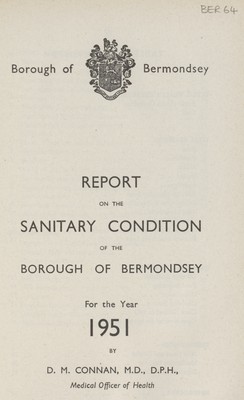 BER 64
Borough of Bermondsey
REPORT
ON THE
SANITARY CONDITION
OF THE
BOROUGH OF BERMONDSEY
For the Year
1951
BY
D. M. CONNAN, M.D., D.P.H.,
Medical Officer of Health